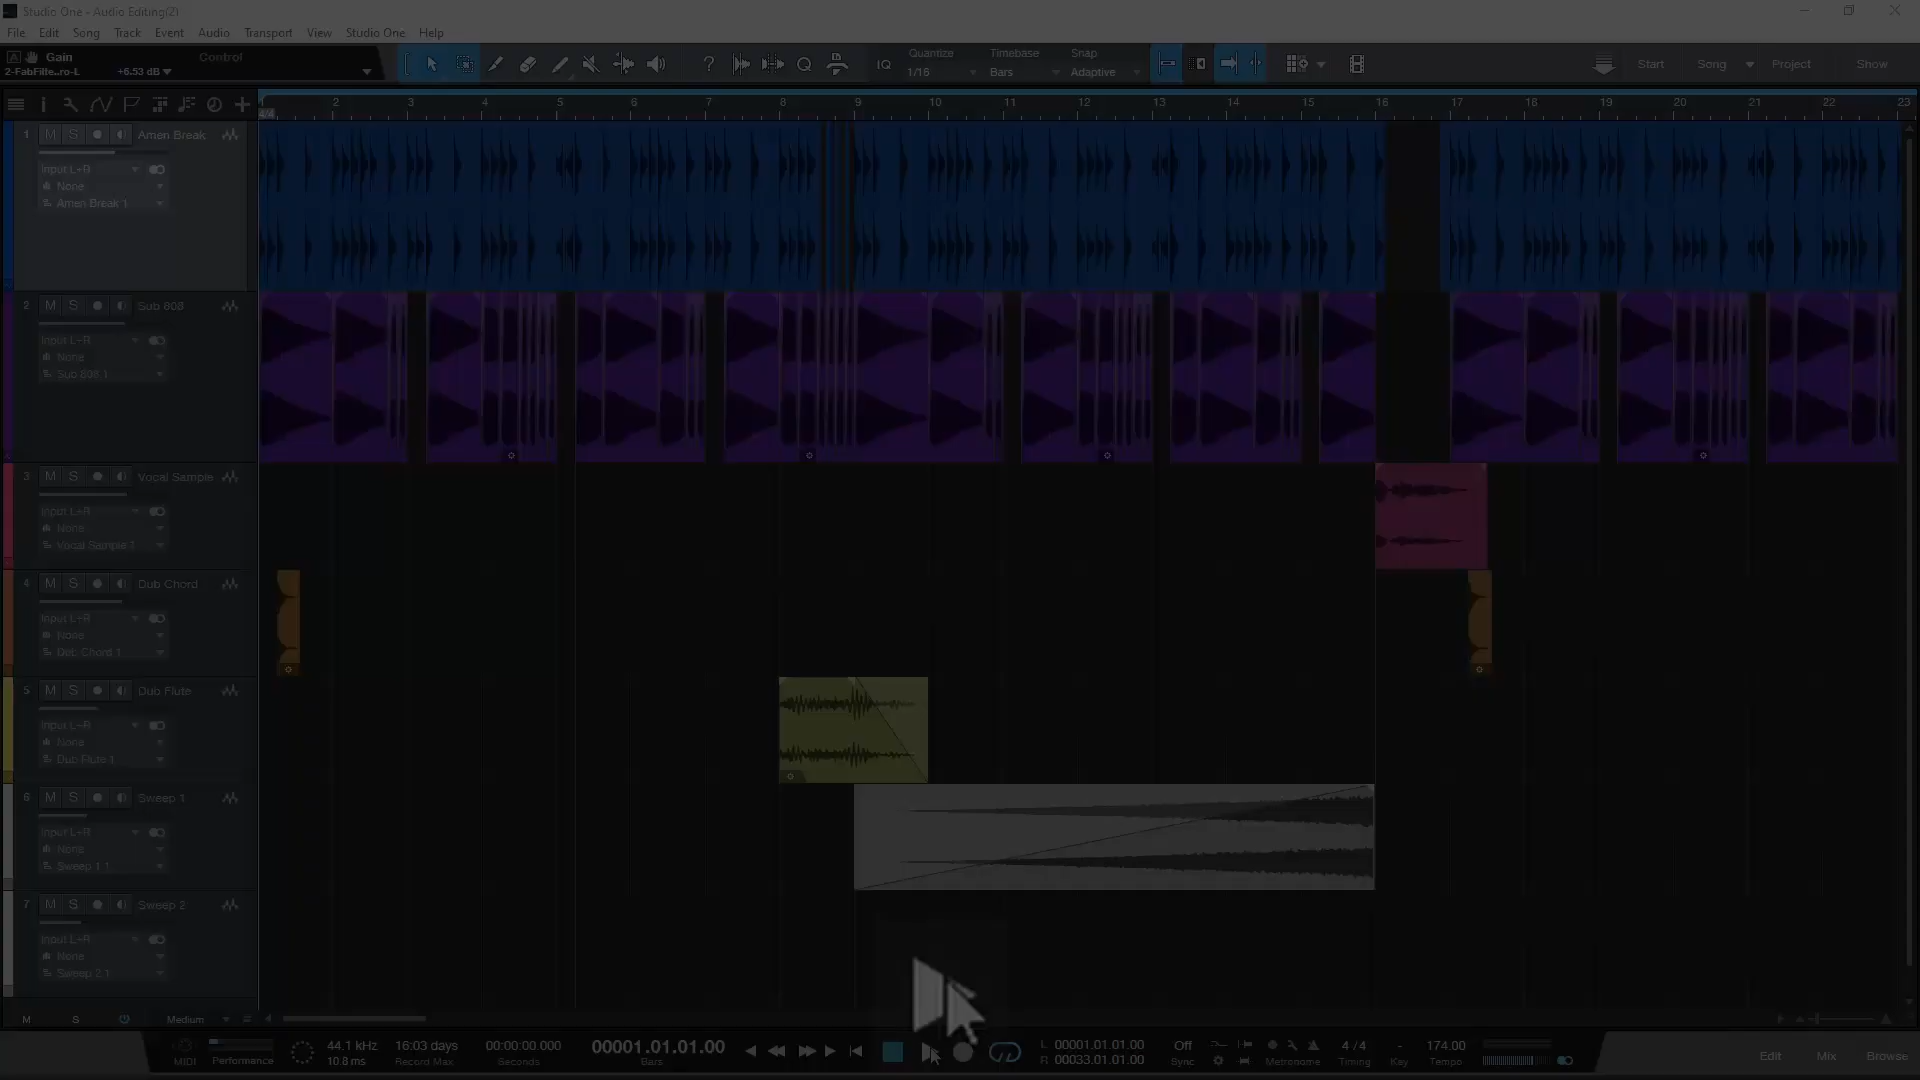 Studio One - Audio Editing(2)
File Edit Song Track Event Audio Transport View Studio One Help
Gain Control
2-FabFilte..ro-L +6.53 dB
Quantize Timebase Snap
IQ 1/16 Bars Adaptive
Start Song Project Show
2 3 4 5 6 7 8 9 10 11 12 13 14 15 16 17 18 19 20 21 22 23
4/4
1 M S Amen Break
Input L+R
None
Amen Break 1
2 M S Sub 808
Input L+R
None
Sub 808 1
3 M S Vocal Sample
Input L+R
None
Vocal Sample 1
4 M S Dub Chord
Input L+R
None
Dub Chord 1
5 M S Dub Flute
Input L+R
None
Dub Flute 1
6 M S Sweep 1
Input L+R
None
Sweep 1 1
7 M S Sweep 2
Input L+R
None
Sweep 2 1
M S Medium
MIDI Performance
44.1 kHz
10.8 ms
16:03 days
Record Max.
00:00:00.000
Seconds
00001.01.01.00
Bars
L 00001.01.01.00
R 00033.01.01.00
Off
Sync
Metronome
4 / 4
Timing
-
Key
174.00
Tempo
Edit Mix Browse